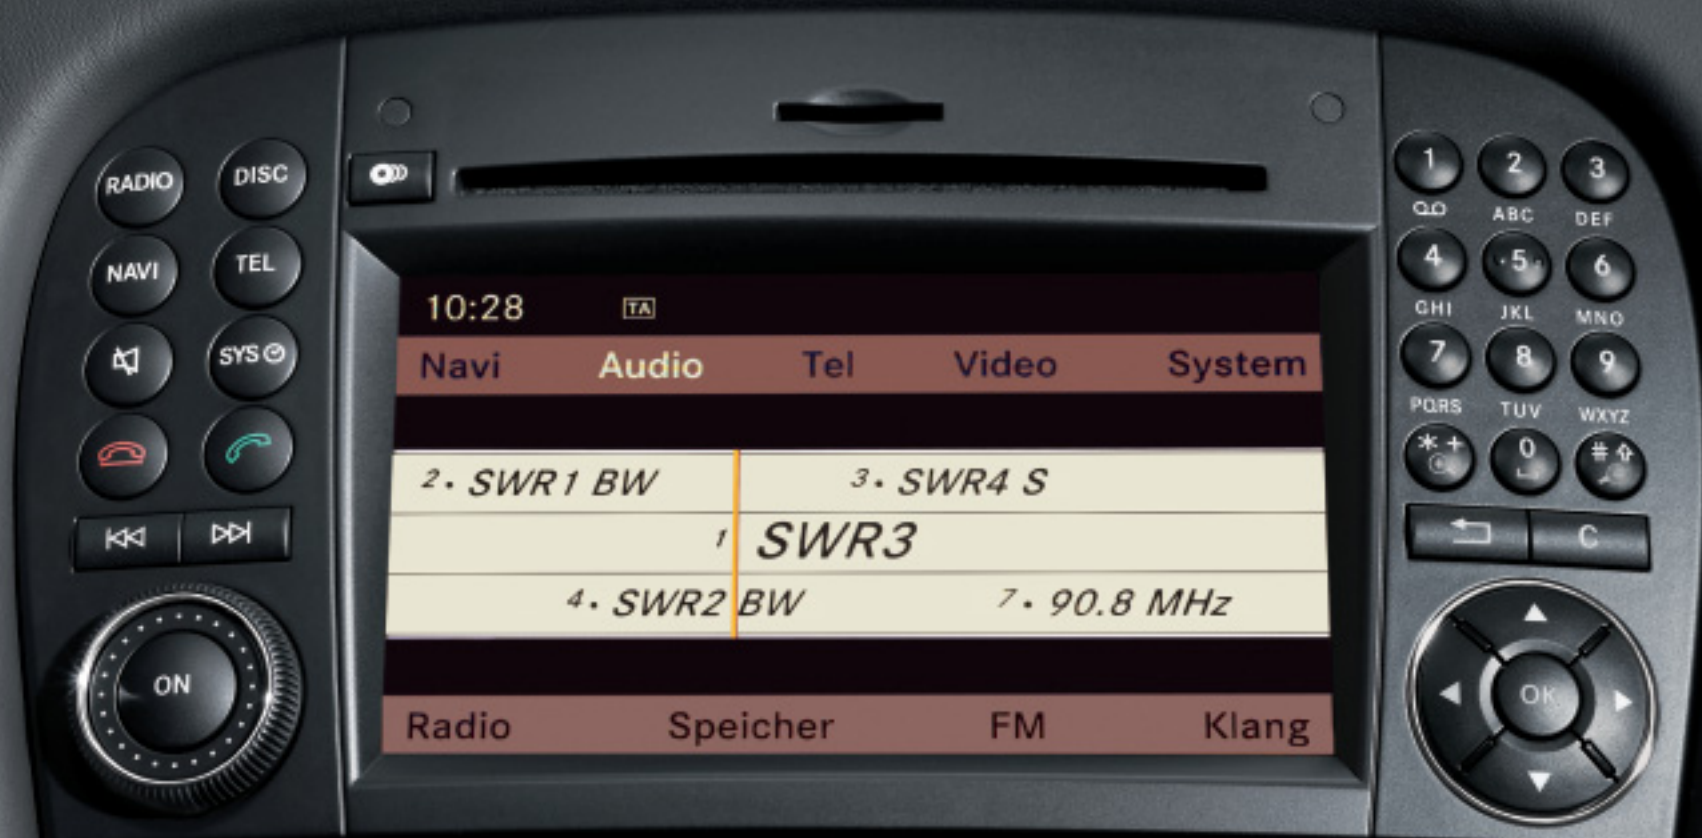 RADIO DISC
NAVI TEL
SYS
ON
10:28 TA
Navi Audio Tel Video System
2 · SWR1 BW 3 · SWR4 S
1 SWR3
4 · SWR2 BW 7 · 90.8 MHz
Radio Speicher FM Klang
1 2 3
ABC DEF
4 5 6
GHI JKL MNO
7 8 9
PQRS TUV WXYZ
* + 0 #
C
OK